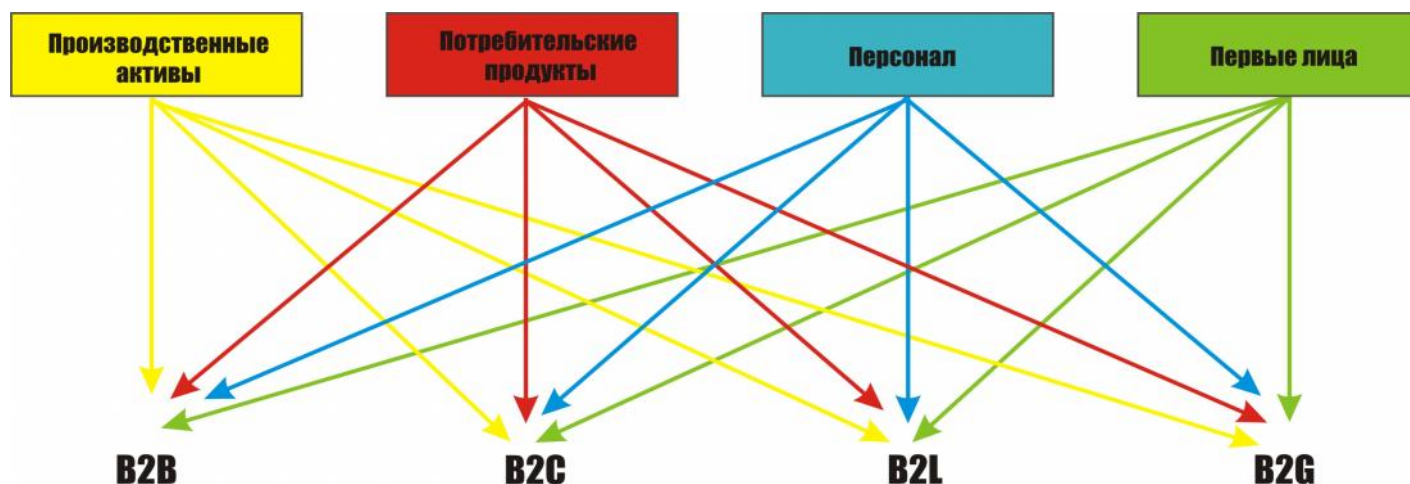 Производственные
активы
Потребительские
продукты
Персонал
Первые лица
B2B
B2C
B2L
B2G